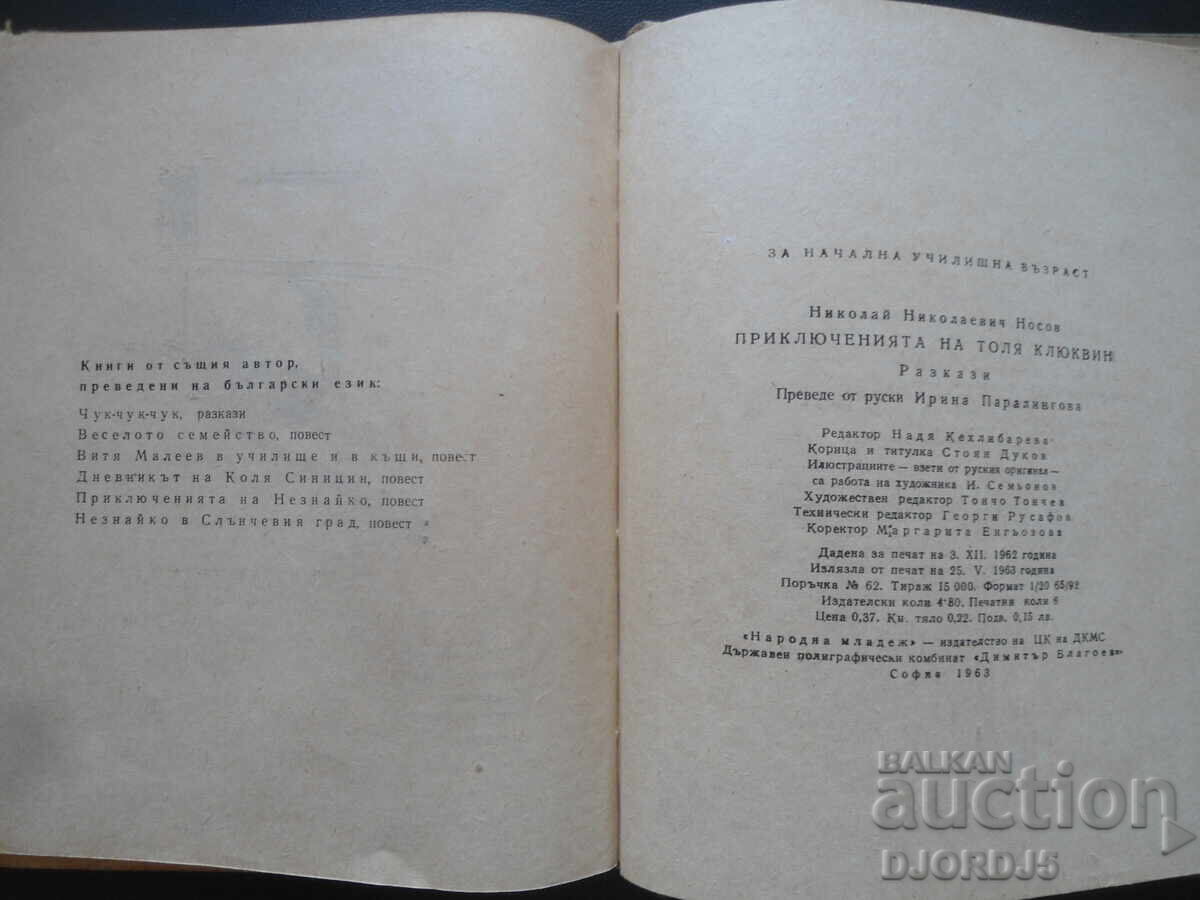 Книги от същия автор,
преведени на български език:
Чук-чук-чук, разкази
Веселото семейство, повест
Витя Малеев в училище и в къщи, повест
Дневникът на Коля Синицин, повест
Приключенията на Незнайко, повест
Незнайко в Слънчевия град, повест
ЗА НАЧАЛНА УЧИЛИЩНА ВЪЗРАСТ
Николай Николаевич Носов
ПРИКЛЮЧЕНИЯТА НА ТОЛЯ КЛЮКВИН
Разкази
Преведе от руски Ирина Паралингова
Редактор Надя Кехлибарева
Корица и титулка Стоян Дуков
Илюстрациите — взети от руския оригинал —
са работа на художника И. Семьонов
Художествен редактор Тончо Тончев
Технически редактор Георги Русафов
Коректор Маргарита Енгьозова
Дадена за печат на 3. XII. 1962 година
Излязла от печат на 25. V. 1963 година
Поръчка № 62. Тираж 15 000. Формат 1/20 65/92
Издателски коли 4·80. Печатни коли 6
Цена 0,37. Кн. тяло 0,22. Подв. 0,15 лв.
«Народна младеж» — издателство на ЦК на ДКМС
Държавен полиграфически комбинат «Димитър Благоев»
София 1963
BALKAN
auction
DJORDJ5